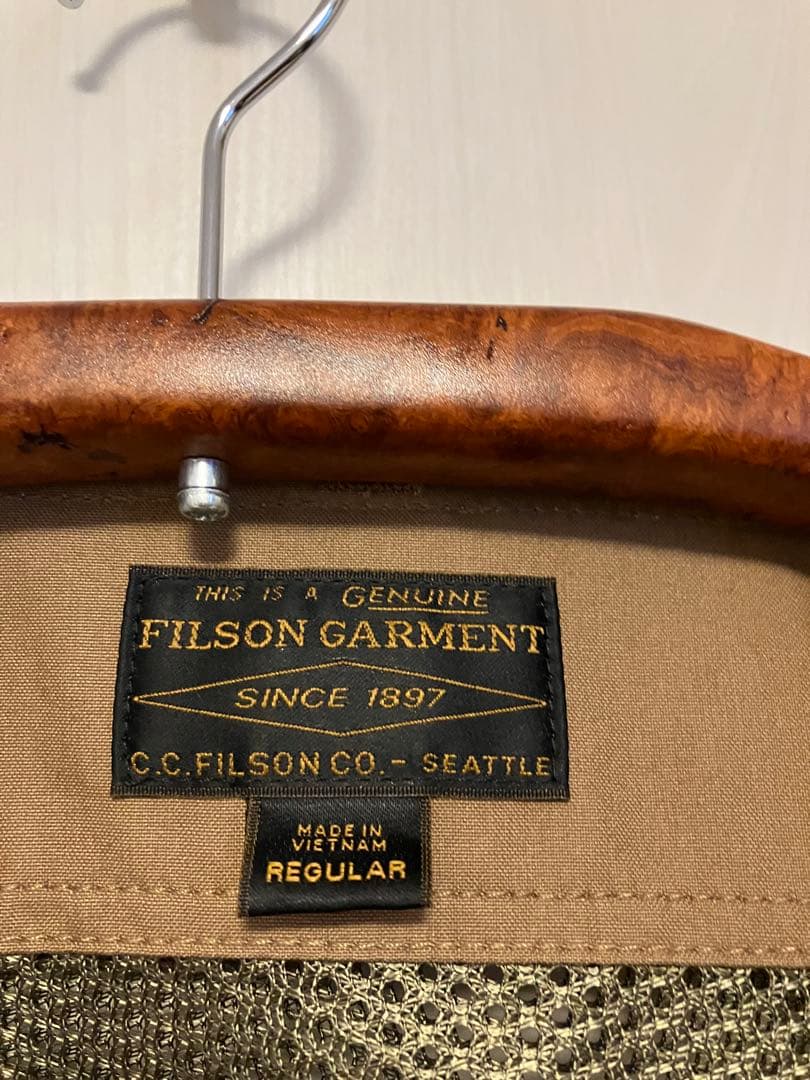 THIS IS A GENUINE
FILSON GARMENT
SINCE 1897
C.C.FILSON CO.- SEATTLE
MADE IN
VIETNAM
REGULAR